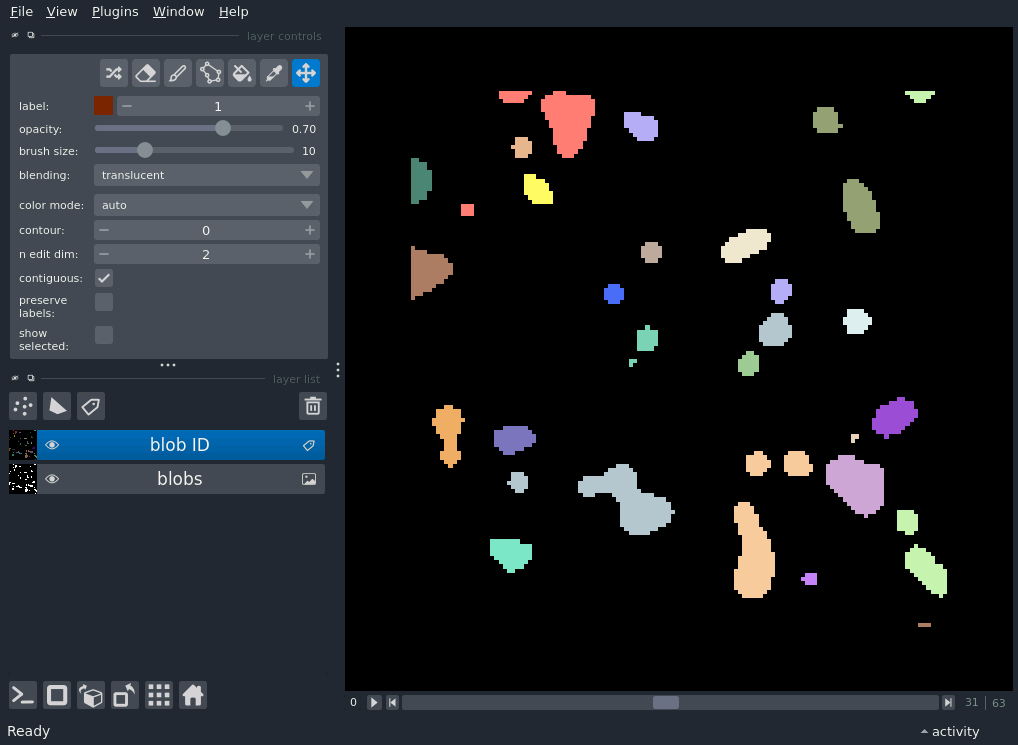 File View Plugins Window Help
layer controls
label: 1
opacity: 0.70
brush size: 10
blending: translucent
color mode: auto
contour: 0
n edit dim: 2
contiguous:
preserve
labels:
show
selected:
layer list
blob ID
blobs
0 31 | 63
Ready activity